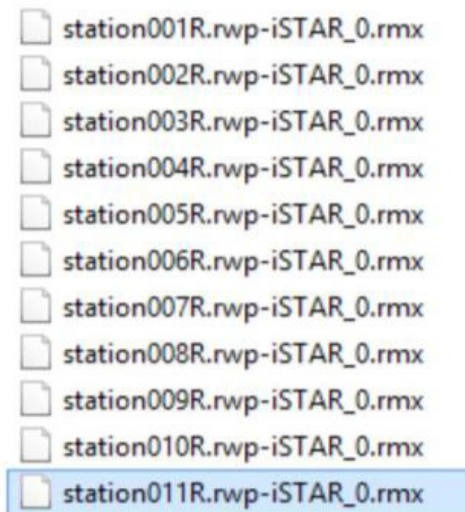 station001R.rwp-iSTAR_0.rmx
station002R.rwp-iSTAR_0.rmx
station003R.rwp-iSTAR_0.rmx
station004R.rwp-iSTAR_0.rmx
station005R.rwp-iSTAR_0.rmx
station006R.rwp-iSTAR_0.rmx
station007R.rwp-iSTAR_0.rmx
station008R.rwp-iSTAR_0.rmx
station009R.rwp-iSTAR_0.rmx
station010R.rwp-iSTAR_0.rmx
station011R.rwp-iSTAR_0.rmx